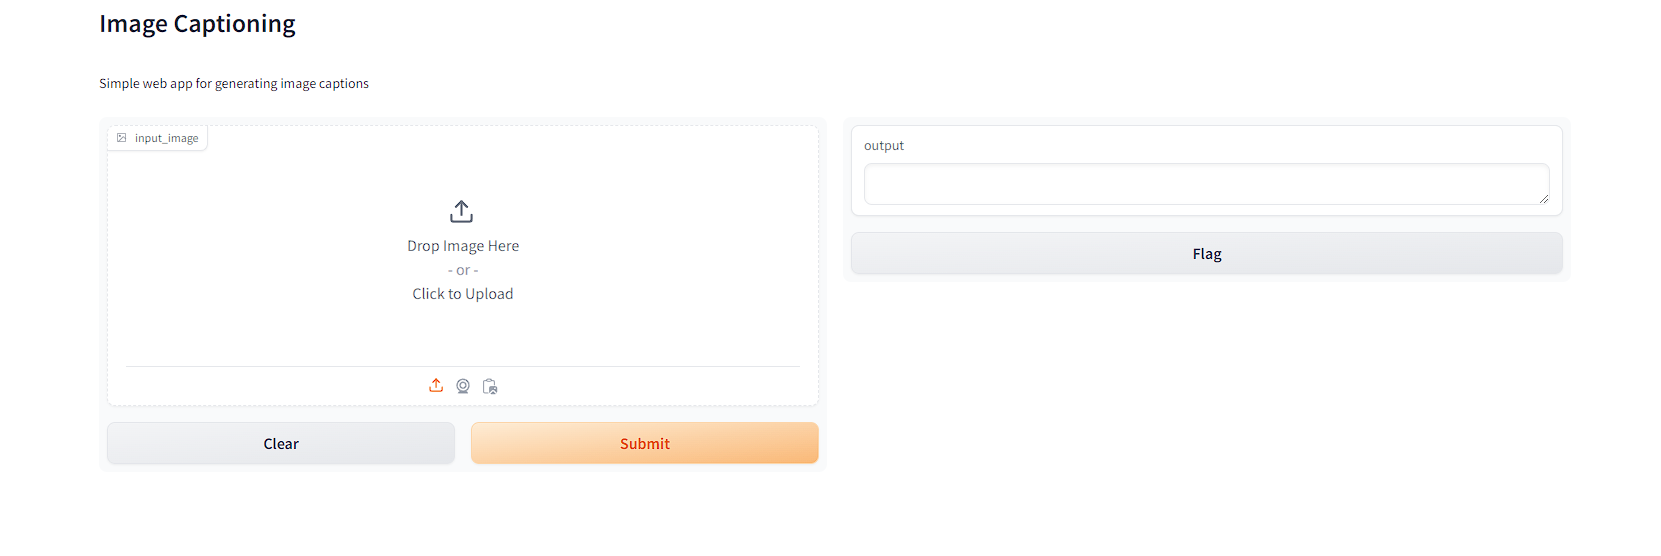 Image Captioning
Simple web app for generating image captions
input_image
Drop Image Here
- or -
Click to Upload
Clear
Submit
output
Flag